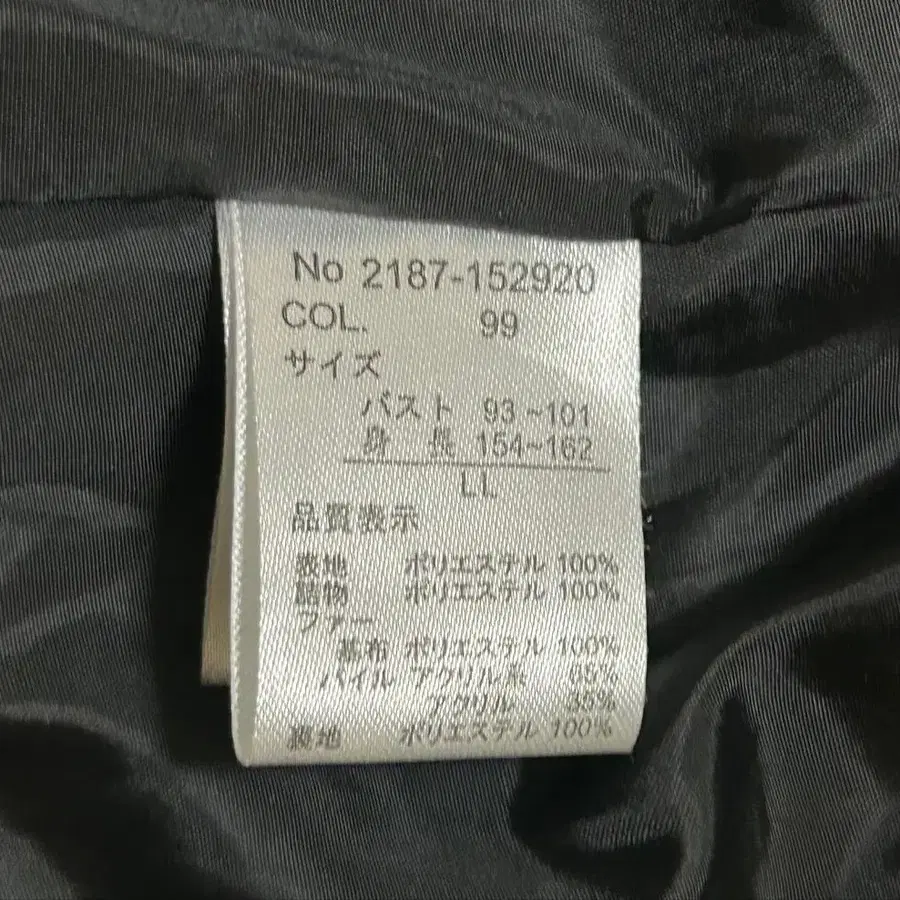 No 2187-152920
COL. 99
サイズ
バスト 93~101
身 長 154~162
LL
品質表示
表地 ポリエステル 100%
詰物 ポリエステル 100%
ファー
基布 ポリエステル 100%
パイル アクリル系 65%
アクリル 35%
裏地 ポリエステル 100%